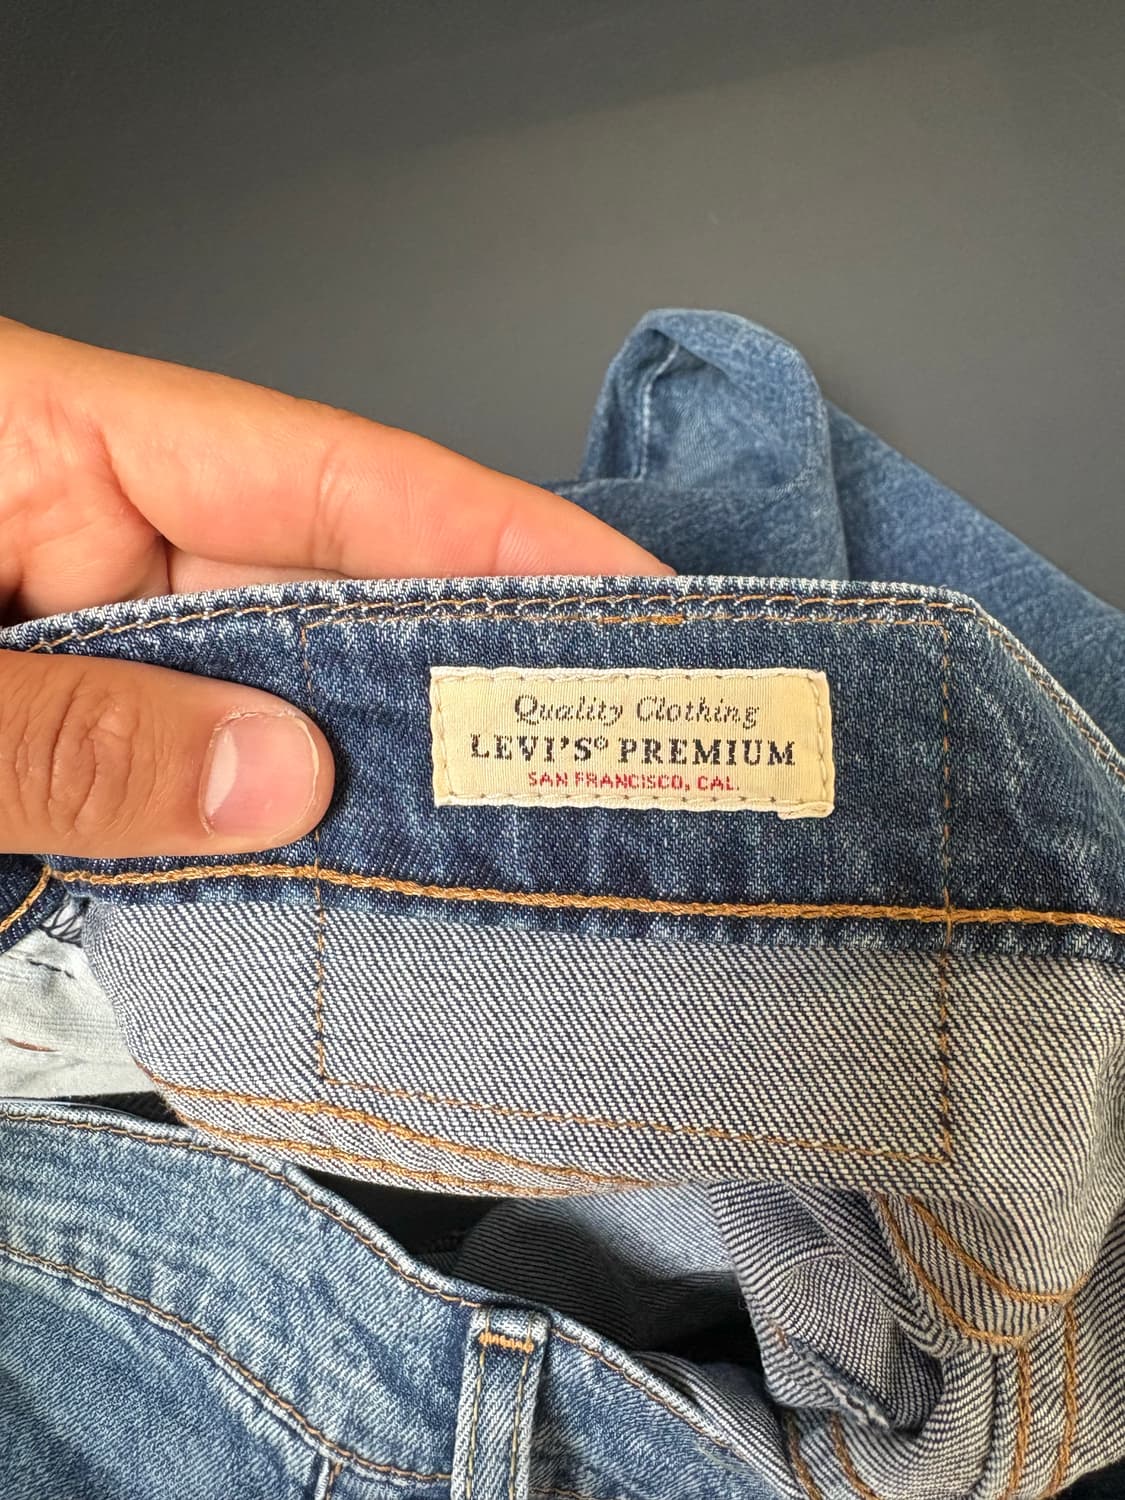 Quality Clothing
LEVI'S® PREMIUM
SAN FRANCISCO, CAL.